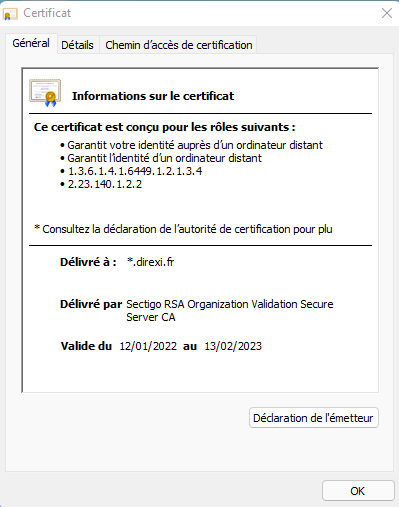 Certificat
Général Détails Chemin d'accès de certification
Informations sur le certificat
Ce certificat est conçu pour les rôles suivants :
• Garantit votre identité auprès d'un ordinateur distant
• Garantit l'identité d'un ordinateur distant
• 1.3.6.1.4.1.6449.1.2.1.3.4
• 2.23.140.1.2.2
* Consultez la déclaration de l'autorité de certification pour plu
Délivré à : *.direxi.fr
Délivré par Sectigo RSA Organization Validation Secure
Server CA
Valide du 12/01/2022 au 13/02/2023
Déclaration de l'émetteur
OK